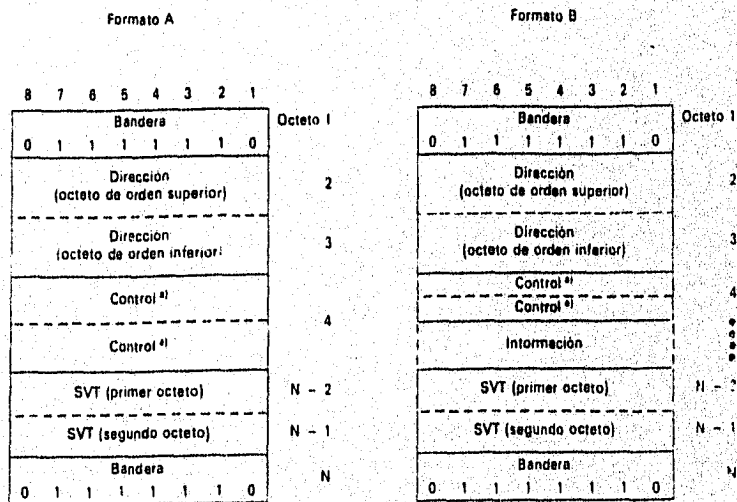 Formato A
8 7 6 5 4 3 2 1
Bandera
0 1 1 1 1 1 1 0
Octeto 1
Dirección
(octeto de orden superior)
2
Dirección
(octeto de orden inferior)
3
Control a)
4
Control a)
SVT (primer octeto)
N - 2
SVT (segundo octeto)
N - 1
Bandera
0 1 1 1 1 1 1 0
N
Formato B
8 7 6 5 4 3 2 1
Bandera
0 1 1 1 1 1 1 0
Octeto 1
Dirección
(octeto de orden superior)
2
Dirección
(octeto de orden inferior)
3
Control a)
4
Control a)
Información
SVT (primer octeto)
N - 2
SVT (segundo octeto)
N - 1
Bandera
0 1 1 1 1 1 1 0
N